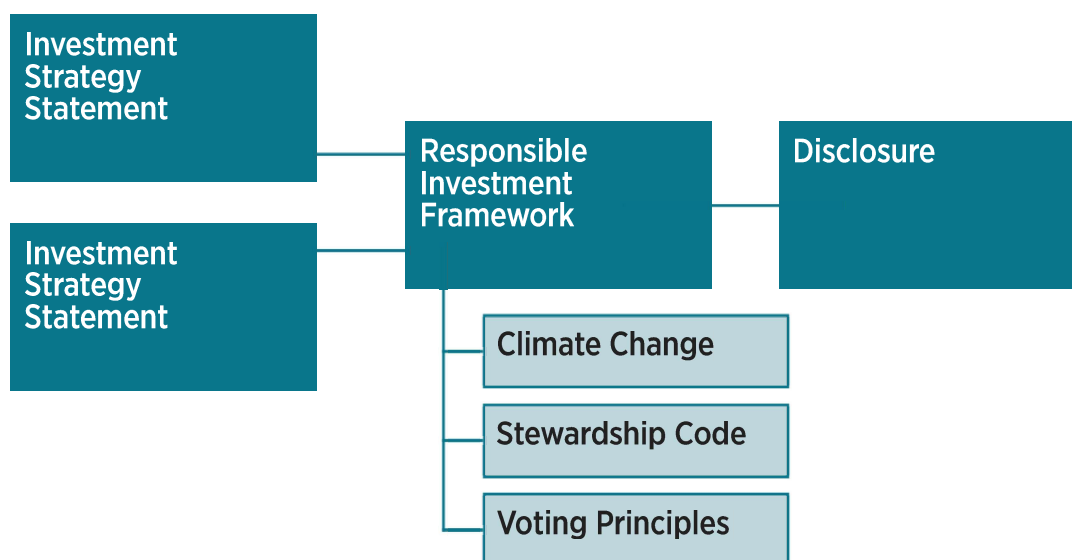 Investment
Strategy
Statement
Investment
Strategy
Statement
Responsible
Investment
Framework
Disclosure
Climate Change
Stewardship Code
Voting Principles